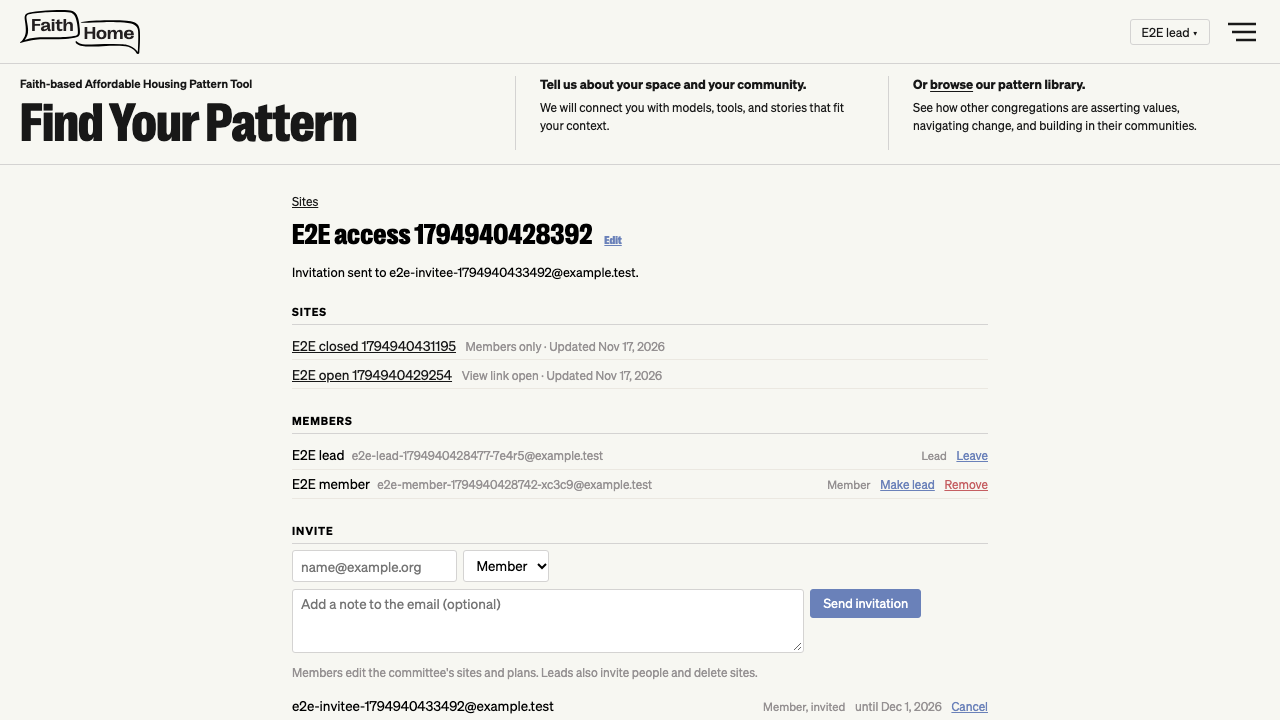 Faith Home
E2E lead ▾
Faith-based Affordable Housing Pattern Tool
Find Your Pattern
Tell us about your space and your community.
We will connect you with models, tools, and stories that fit
your context.
Or browse our pattern library.
See how other congregations are asserting values,
navigating change, and building in their communities.
Sites
E2E access 1794940428392 Edit
Invitation sent to e2e-invitee-1794940433492@example.test.
SITES
E2E closed 1794940431195 Members only · Updated Nov 17, 2026
E2E open 1794940429254 View link open · Updated Nov 17, 2026
MEMBERS
E2E lead e2e-lead-1794940428477-7e4r5@example.test Lead Leave
E2E member e2e-member-1794940428742-xc3c9@example.test Member Make lead Remove
INVITE
name@example.org Member
Add a note to the email (optional) Send invitation
Members edit the committee's sites and plans. Leads also invite people and delete sites.
e2e-invitee-1794940433492@example.test Member, invited until Dec 1, 2026 Cancel